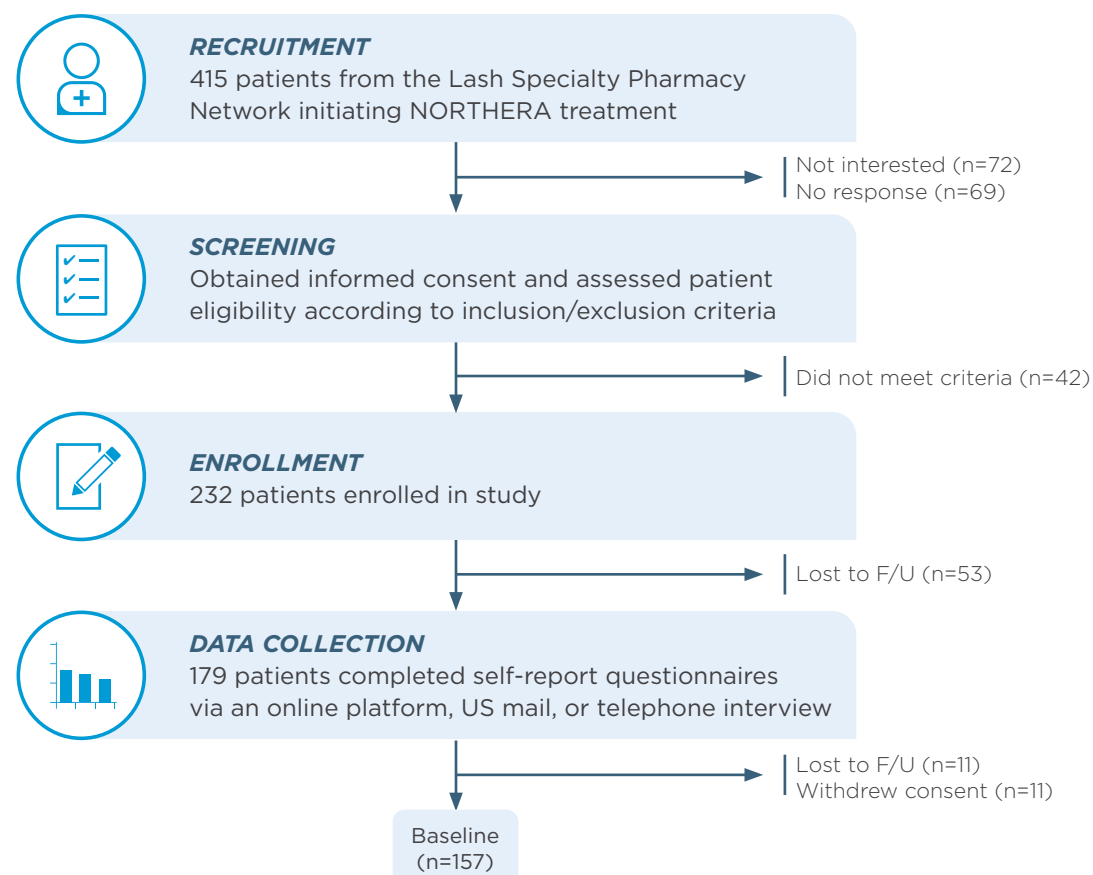 RECRUITMENT
415 patients from the Lash Specialty Pharmacy
Network initiating NORTHERA treatment
Not interested (n=72)
No response (n=69)
SCREENING
Obtained informed consent and assessed patient
eligibility according to inclusion/exclusion criteria
Did not meet criteria (n=42)
ENROLLMENT
232 patients enrolled in study
Lost to F/U (n=53)
DATA COLLECTION
179 patients completed self-report questionnaires
via an online platform, US mail, or telephone interview
Lost to F/U (n=11)
Withdrew consent (n=11)
Baseline
(n=157)